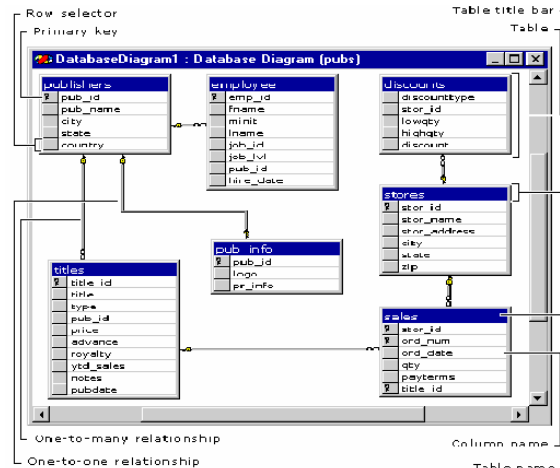 Row selector
Primary key
Table title bar
Table
DatabaseDiagram1 : Database Diagram (pubs)
publishers
pub_id
pub_name
city
state
country
employee
emp_id
fname
minit
lname
job_id
job_lvl
pub_id
hire_date
discounts
discounttype
stor_id
lowqty
highqty
discount
stores
stor_id
stor_name
stor_address
city
state
zip
pub_info
pub_id
logo
pr_info
titles
title_id
title
type
pub_id
price
advance
royalty
ytd_sales
notes
pubdate
sales
stor_id
ord_num
ord_date
qty
payterms
title_id
One-to-many relationship
One-to-one relationship
Column name
Table name